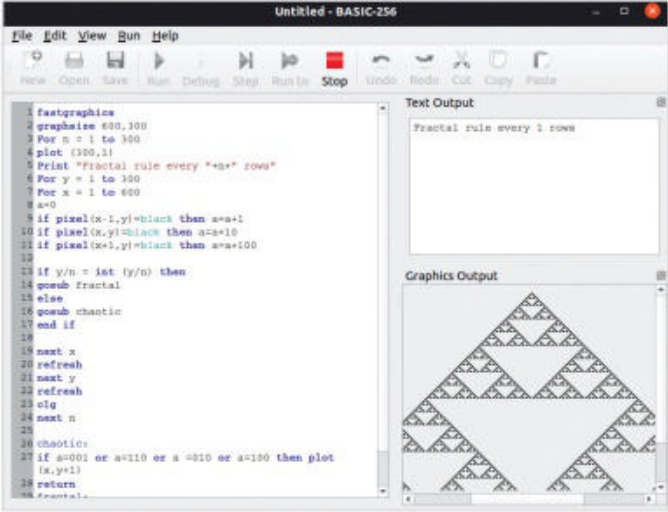 Untitled - BASIC-256
File Edit View Run Help
New Open Save Run Debug Step Run to Stop Undo Redo Cut Copy Paste
1 fastgraphics
2 graphsize 600,300
3 For n = 1 to 300
4 plot (300,1)
5 Print "Fractal rule every "+n+" rows"
6 For y = 1 to 300
7 For x = 1 to 600
8 a=0
9 if pixel(x-1,y)=black then a=a+1
10 if pixel(x,y)=black then a=a+10
11 if pixel(x+1,y)=black then a=a+100
12
13 if y/n = int (y/n) then
14 gosub fractal
15 else
16 gosub chaotic
17 end if
18
19 next x
20 refresh
21 next y
22 refresh
23 clg
24 next n
25
26 chaotic:
27 if a=001 or a=110 or a =010 or a=100 then plot
(x,y+1)
28 return
29 fractal:
Text Output
Fractal rule every 1 rows
Graphics Output